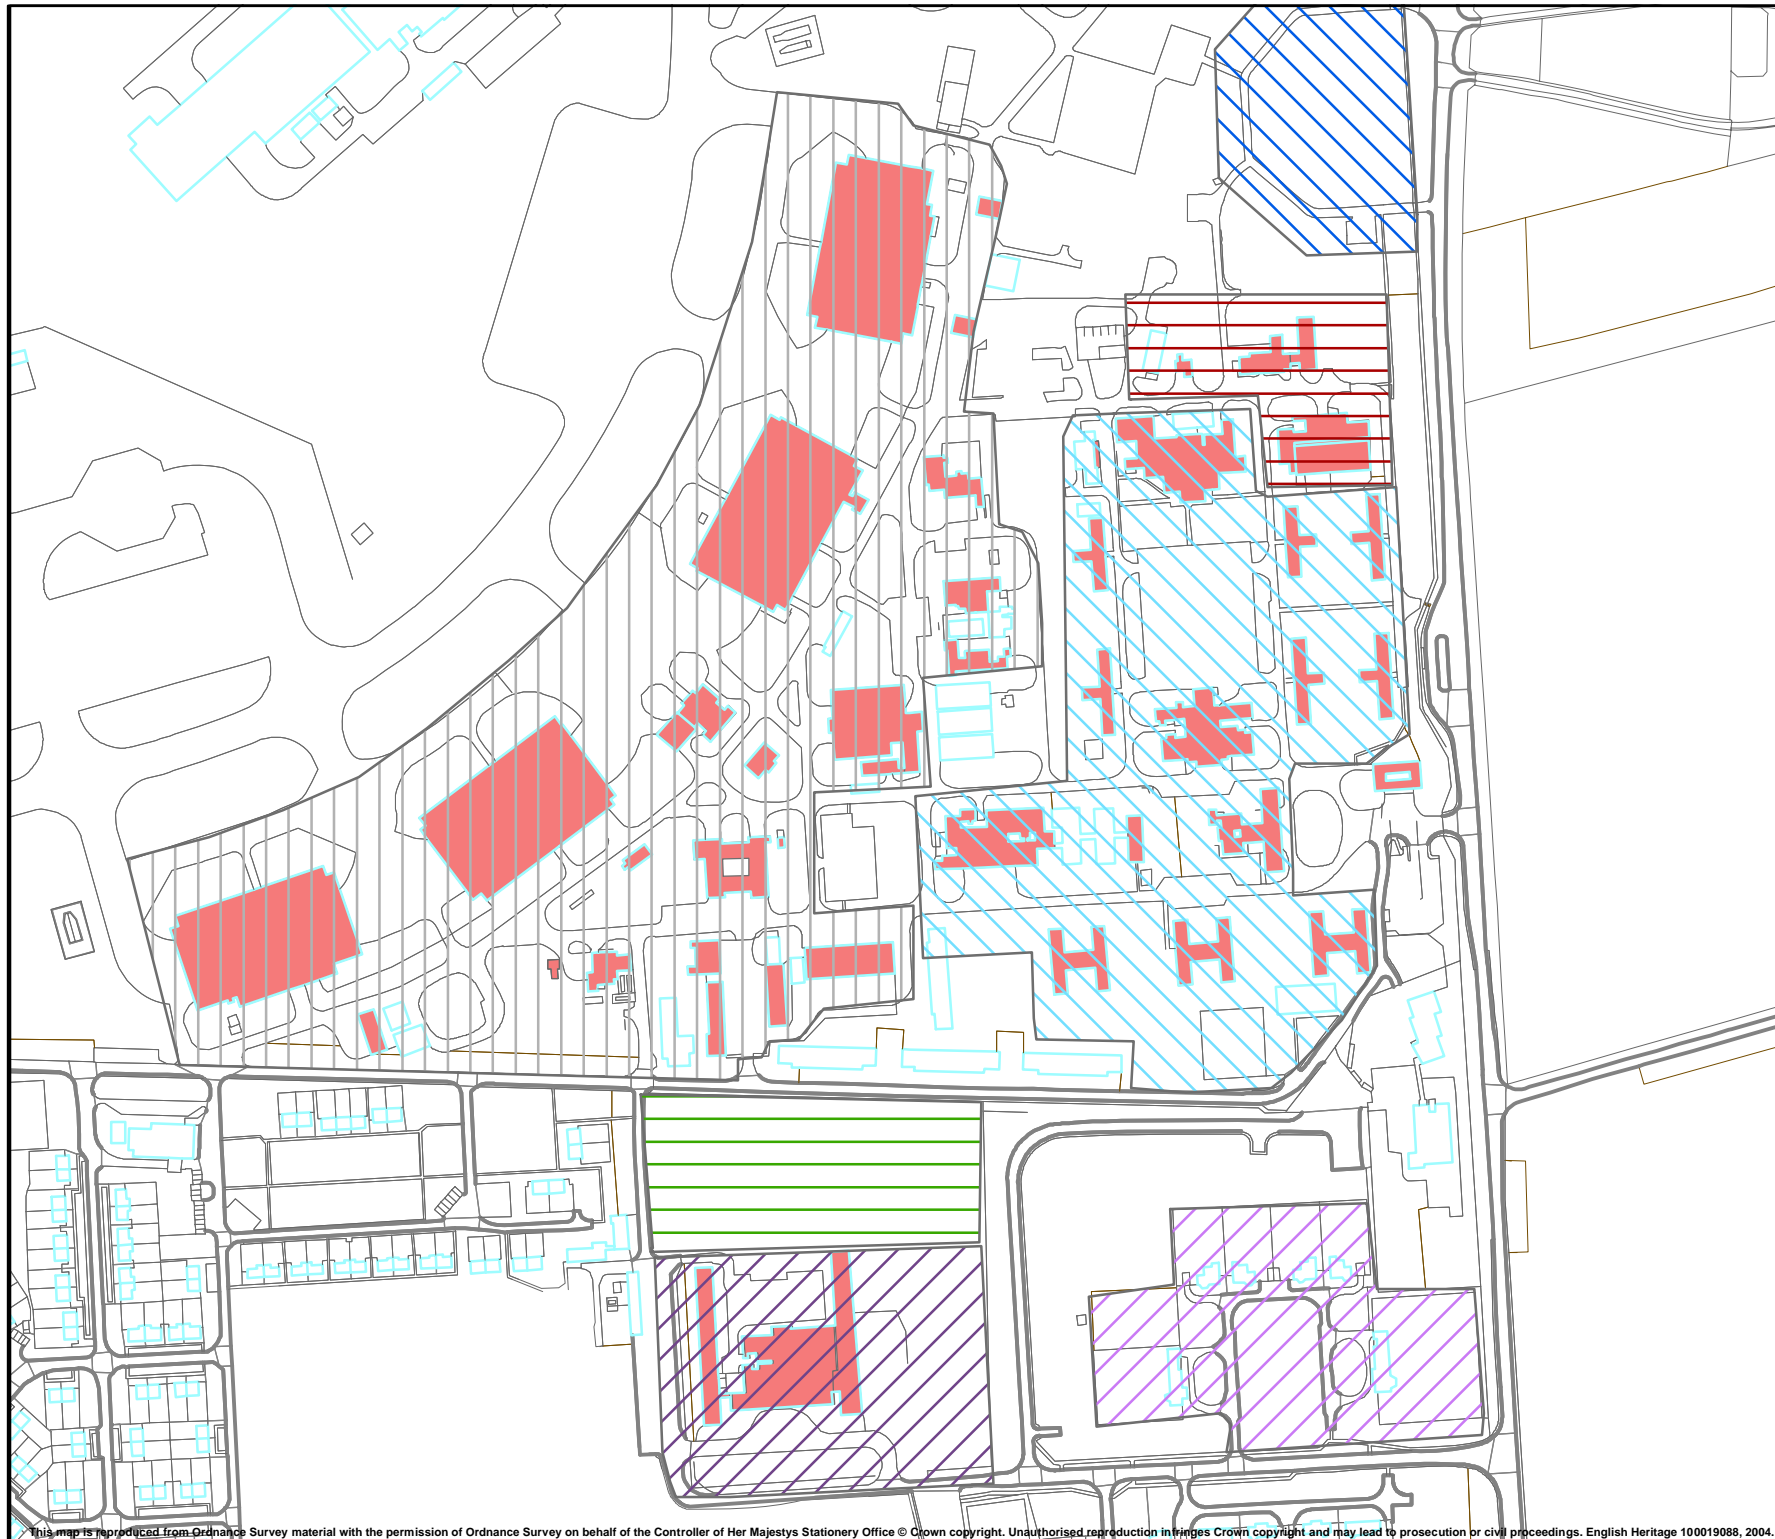 This map is reproduced from Ordnance Survey material with the permission of Ordnance Survey on behalf of the Controller of Her Majestys Stationery Office © Crown copyright. Unauthorised reproduction infringes Crown copyright and may lead to prosecution or civil proceedings. English Heritage 100019088, 2004.